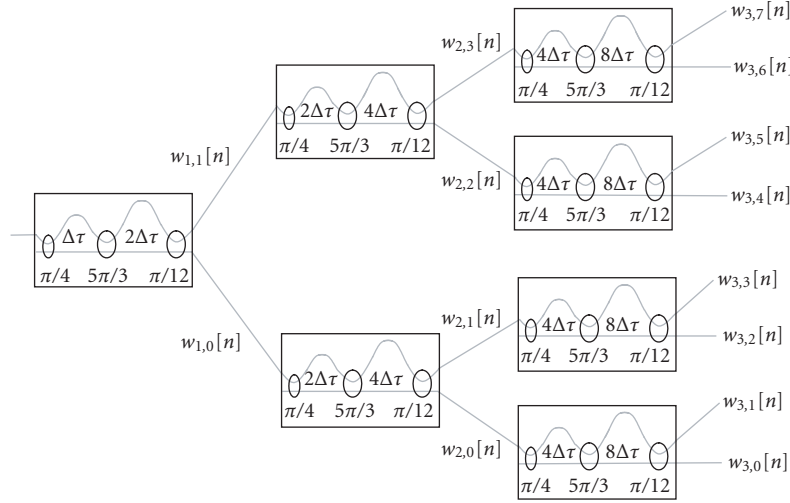 w3,7[n]
w2,3[n]
4Δτ 8Δτ
w3,6[n]
π/4 5π/3 π/12
2Δτ 4Δτ
π/4 5π/3 π/12
w3,5[n]
w1,1[n]
w2,2[n]
4Δτ 8Δτ
w3,4[n]
π/4 5π/3 π/12
Δτ 2Δτ
π/4 5π/3 π/12
w3,3[n]
w2,1[n]
4Δτ 8Δτ
w3,2[n]
w1,0[n]
π/4 5π/3 π/12
2Δτ 4Δτ
π/4 5π/3 π/12
w3,1[n]
w2,0[n]
4Δτ 8Δτ
w3,0[n]
π/4 5π/3 π/12